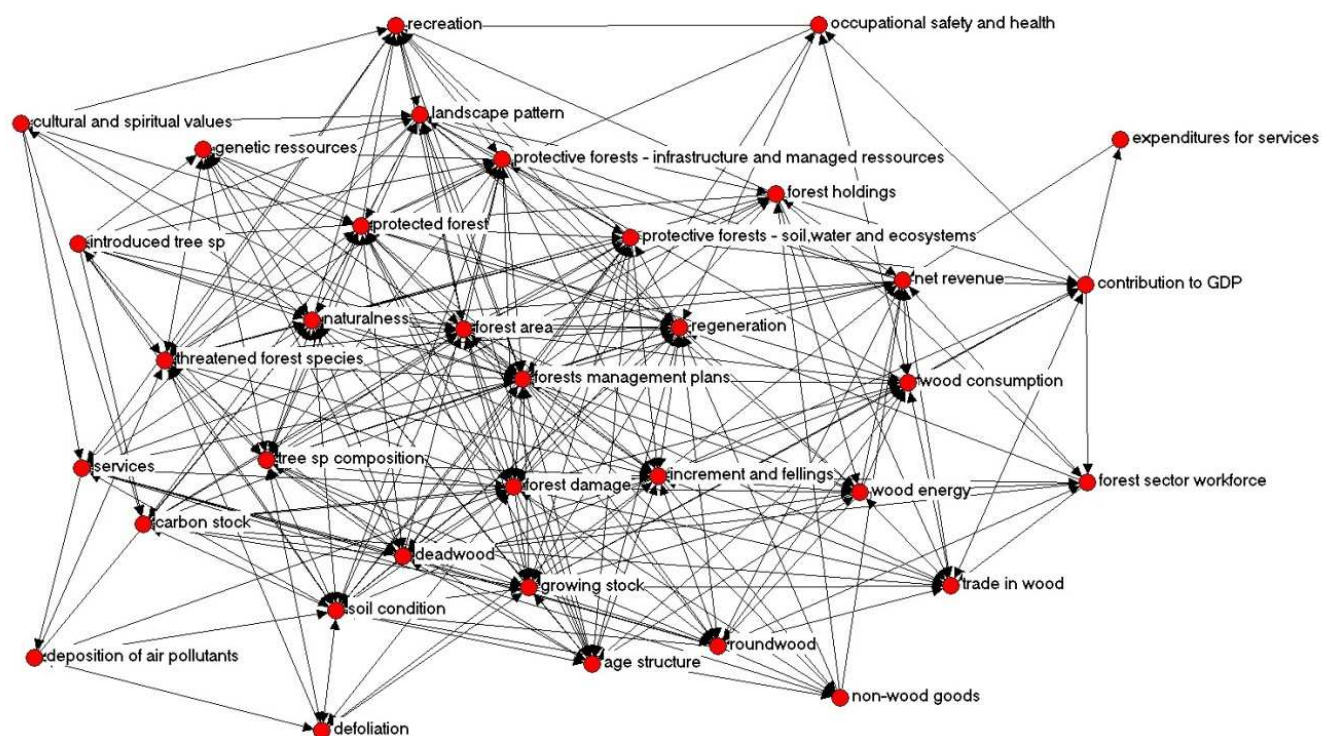 recreation
occupational safety and health
landscape pattern
cultural and spiritual values
expenditures for services
genetic ressources
protective forests - infrastructure and managed ressources
forest holdings
protected forest
protective forests - soil,water and ecosystems
introduced tree sp
net revenue
contribution to GDP
naturalness
forest area
regeneration
threatened forest species
forests management plans
wood consumption
services
tree sp composition
forest damage
increment and fellings
wood energy
forest sector workforce
carbon stock
deadwood
growing stock
trade in wood
soil condition
roundwood
deposition of air pollutants
age structure
non-wood goods
defoliation